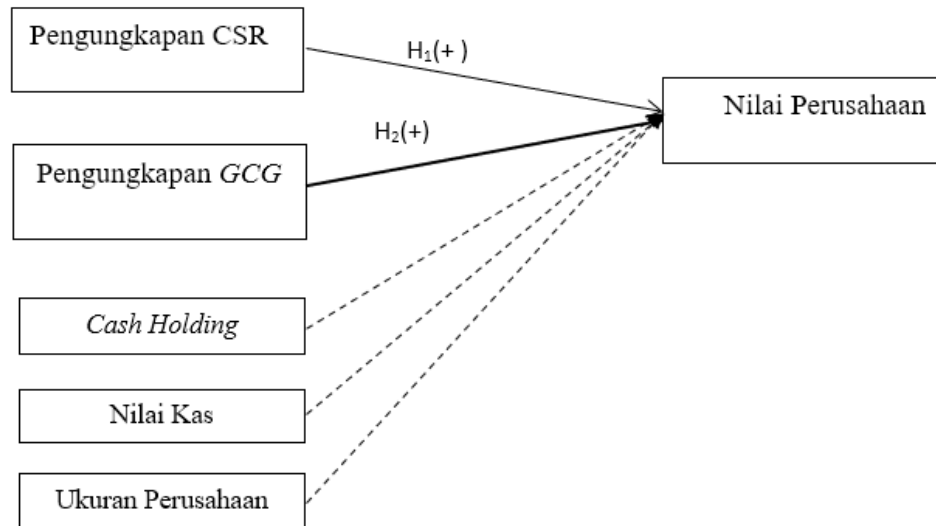 Pengungkapan CSR
H₁(+ )
Nilai Perusahaan
H₂(+)
Pengungkapan GCG
Cash Holding
Nilai Kas
Ukuran Perusahaan